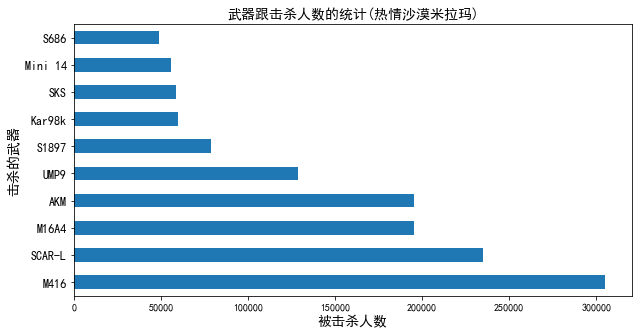 武器跟击杀人数的统计(热情沙漠米拉玛)
击杀的武器
S686
Mini 14
SKS
Kar98k
S1897
UMP9
AKM
M16A4
SCAR-L
M416
0 50000 100000 150000 200000 250000 300000
被击杀人数